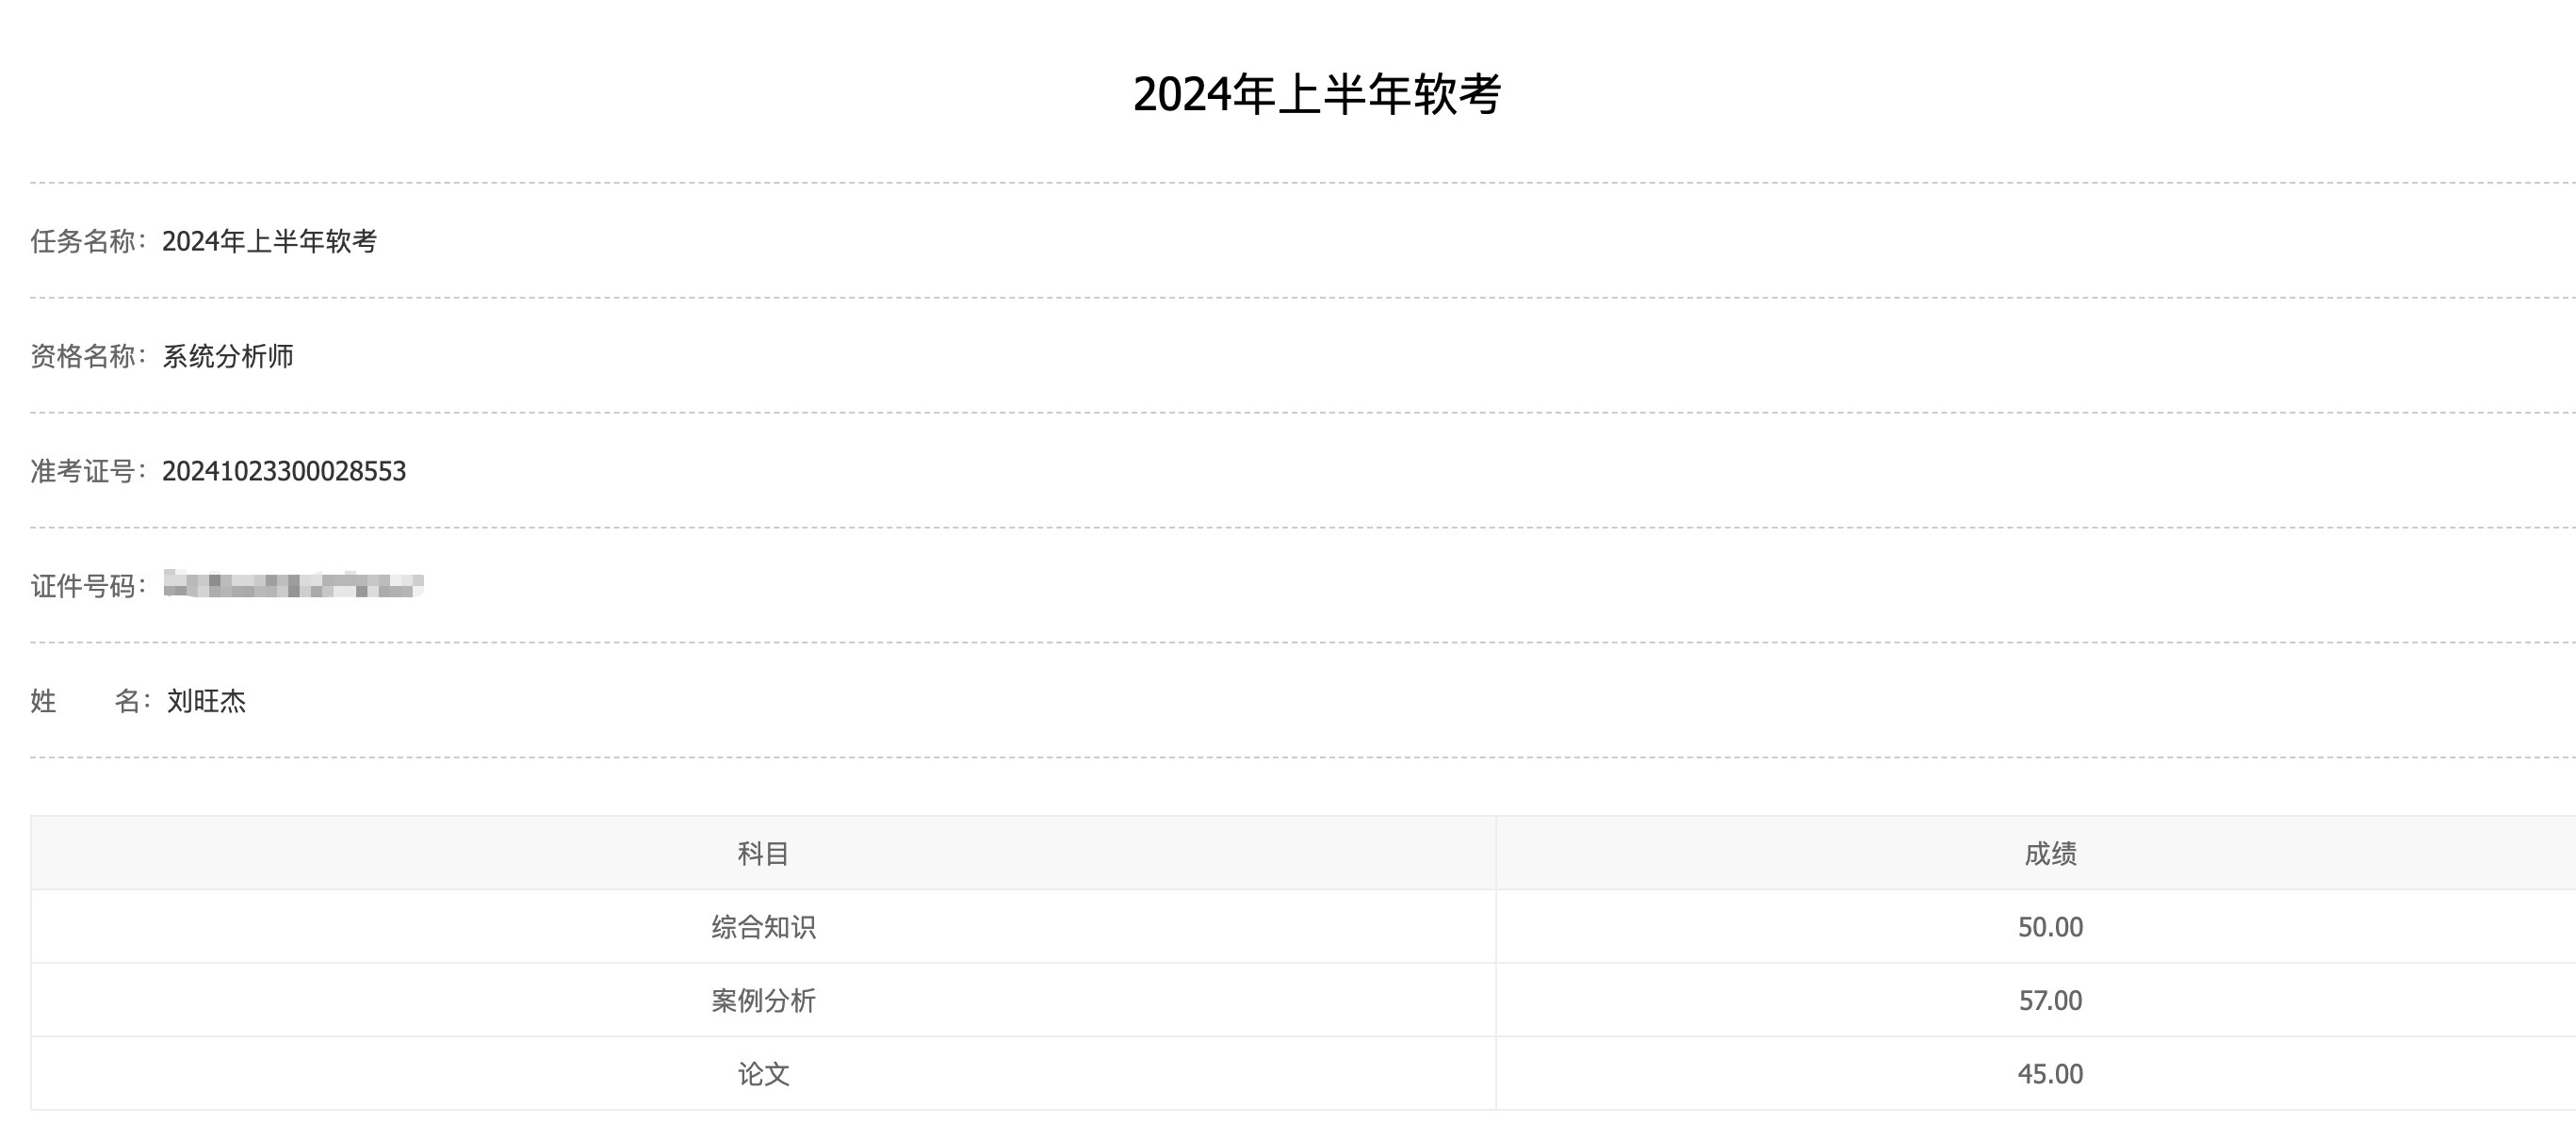 2024年上半年软考
任务名称：2024年上半年软考
资格名称：系统分析师
准考证号：20241023300028553
证件号码：
姓 名：刘旺杰
科目 成绩
综合知识 50.00
案例分析 57.00
论文 45.00